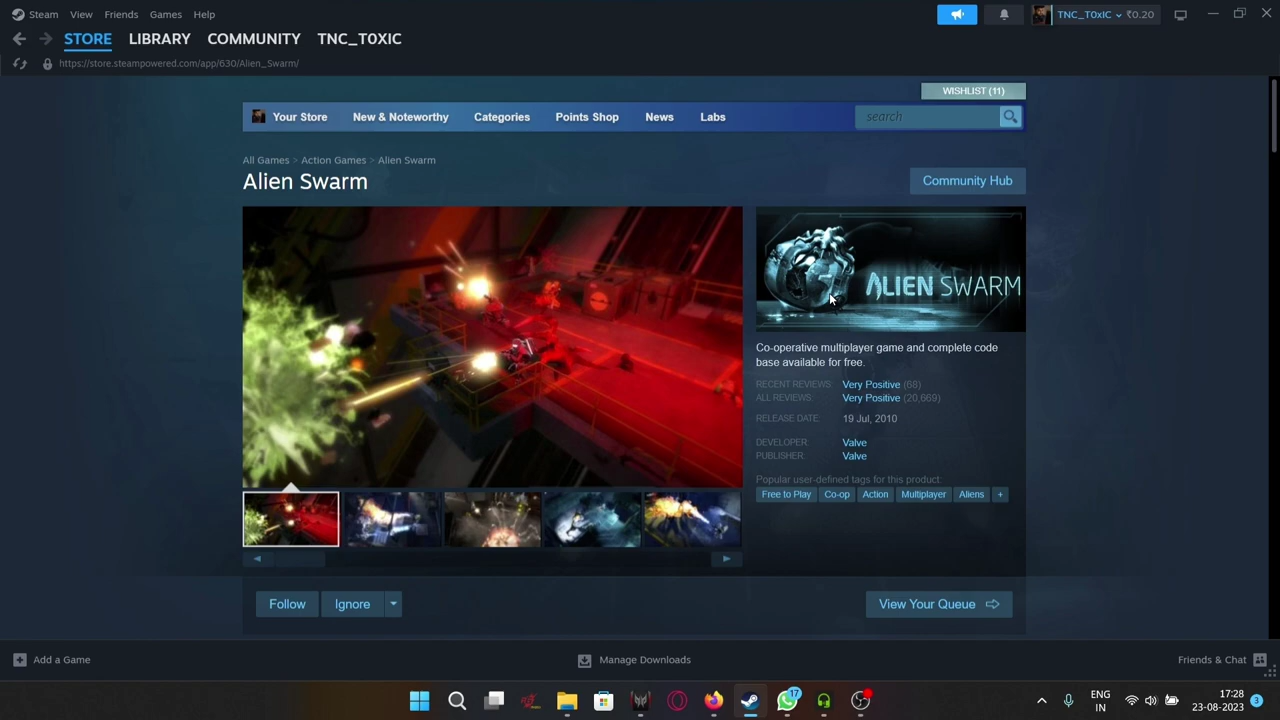 Steam View Friends Games Help TNC_T0xIC ₹0.20
STORE LIBRARY COMMUNITY TNC_T0XIC
https://store.steampowered.com/app/630/Alien_Swarm/
WISHLIST (11)
Your Store New & Noteworthy Categories Points Shop News Labs search
All Games > Action Games > Alien Swarm
Alien Swarm
Community Hub
ALIEN SWARM
Co-operative multiplayer game and complete code
base available for free.
RECENT REVIEWS: Very Positive (68)
ALL REVIEWS: Very Positive (20,669)
RELEASE DATE: 19 Jul, 2010
DEVELOPER: Valve
PUBLISHER: Valve
Popular user-defined tags for this product:
Free to Play Co-op Action Multiplayer Aliens +
Follow Ignore View Your Queue
Add a Game Manage Downloads Friends & Chat
17
ENG
IN
17:28
23-08-2023
3